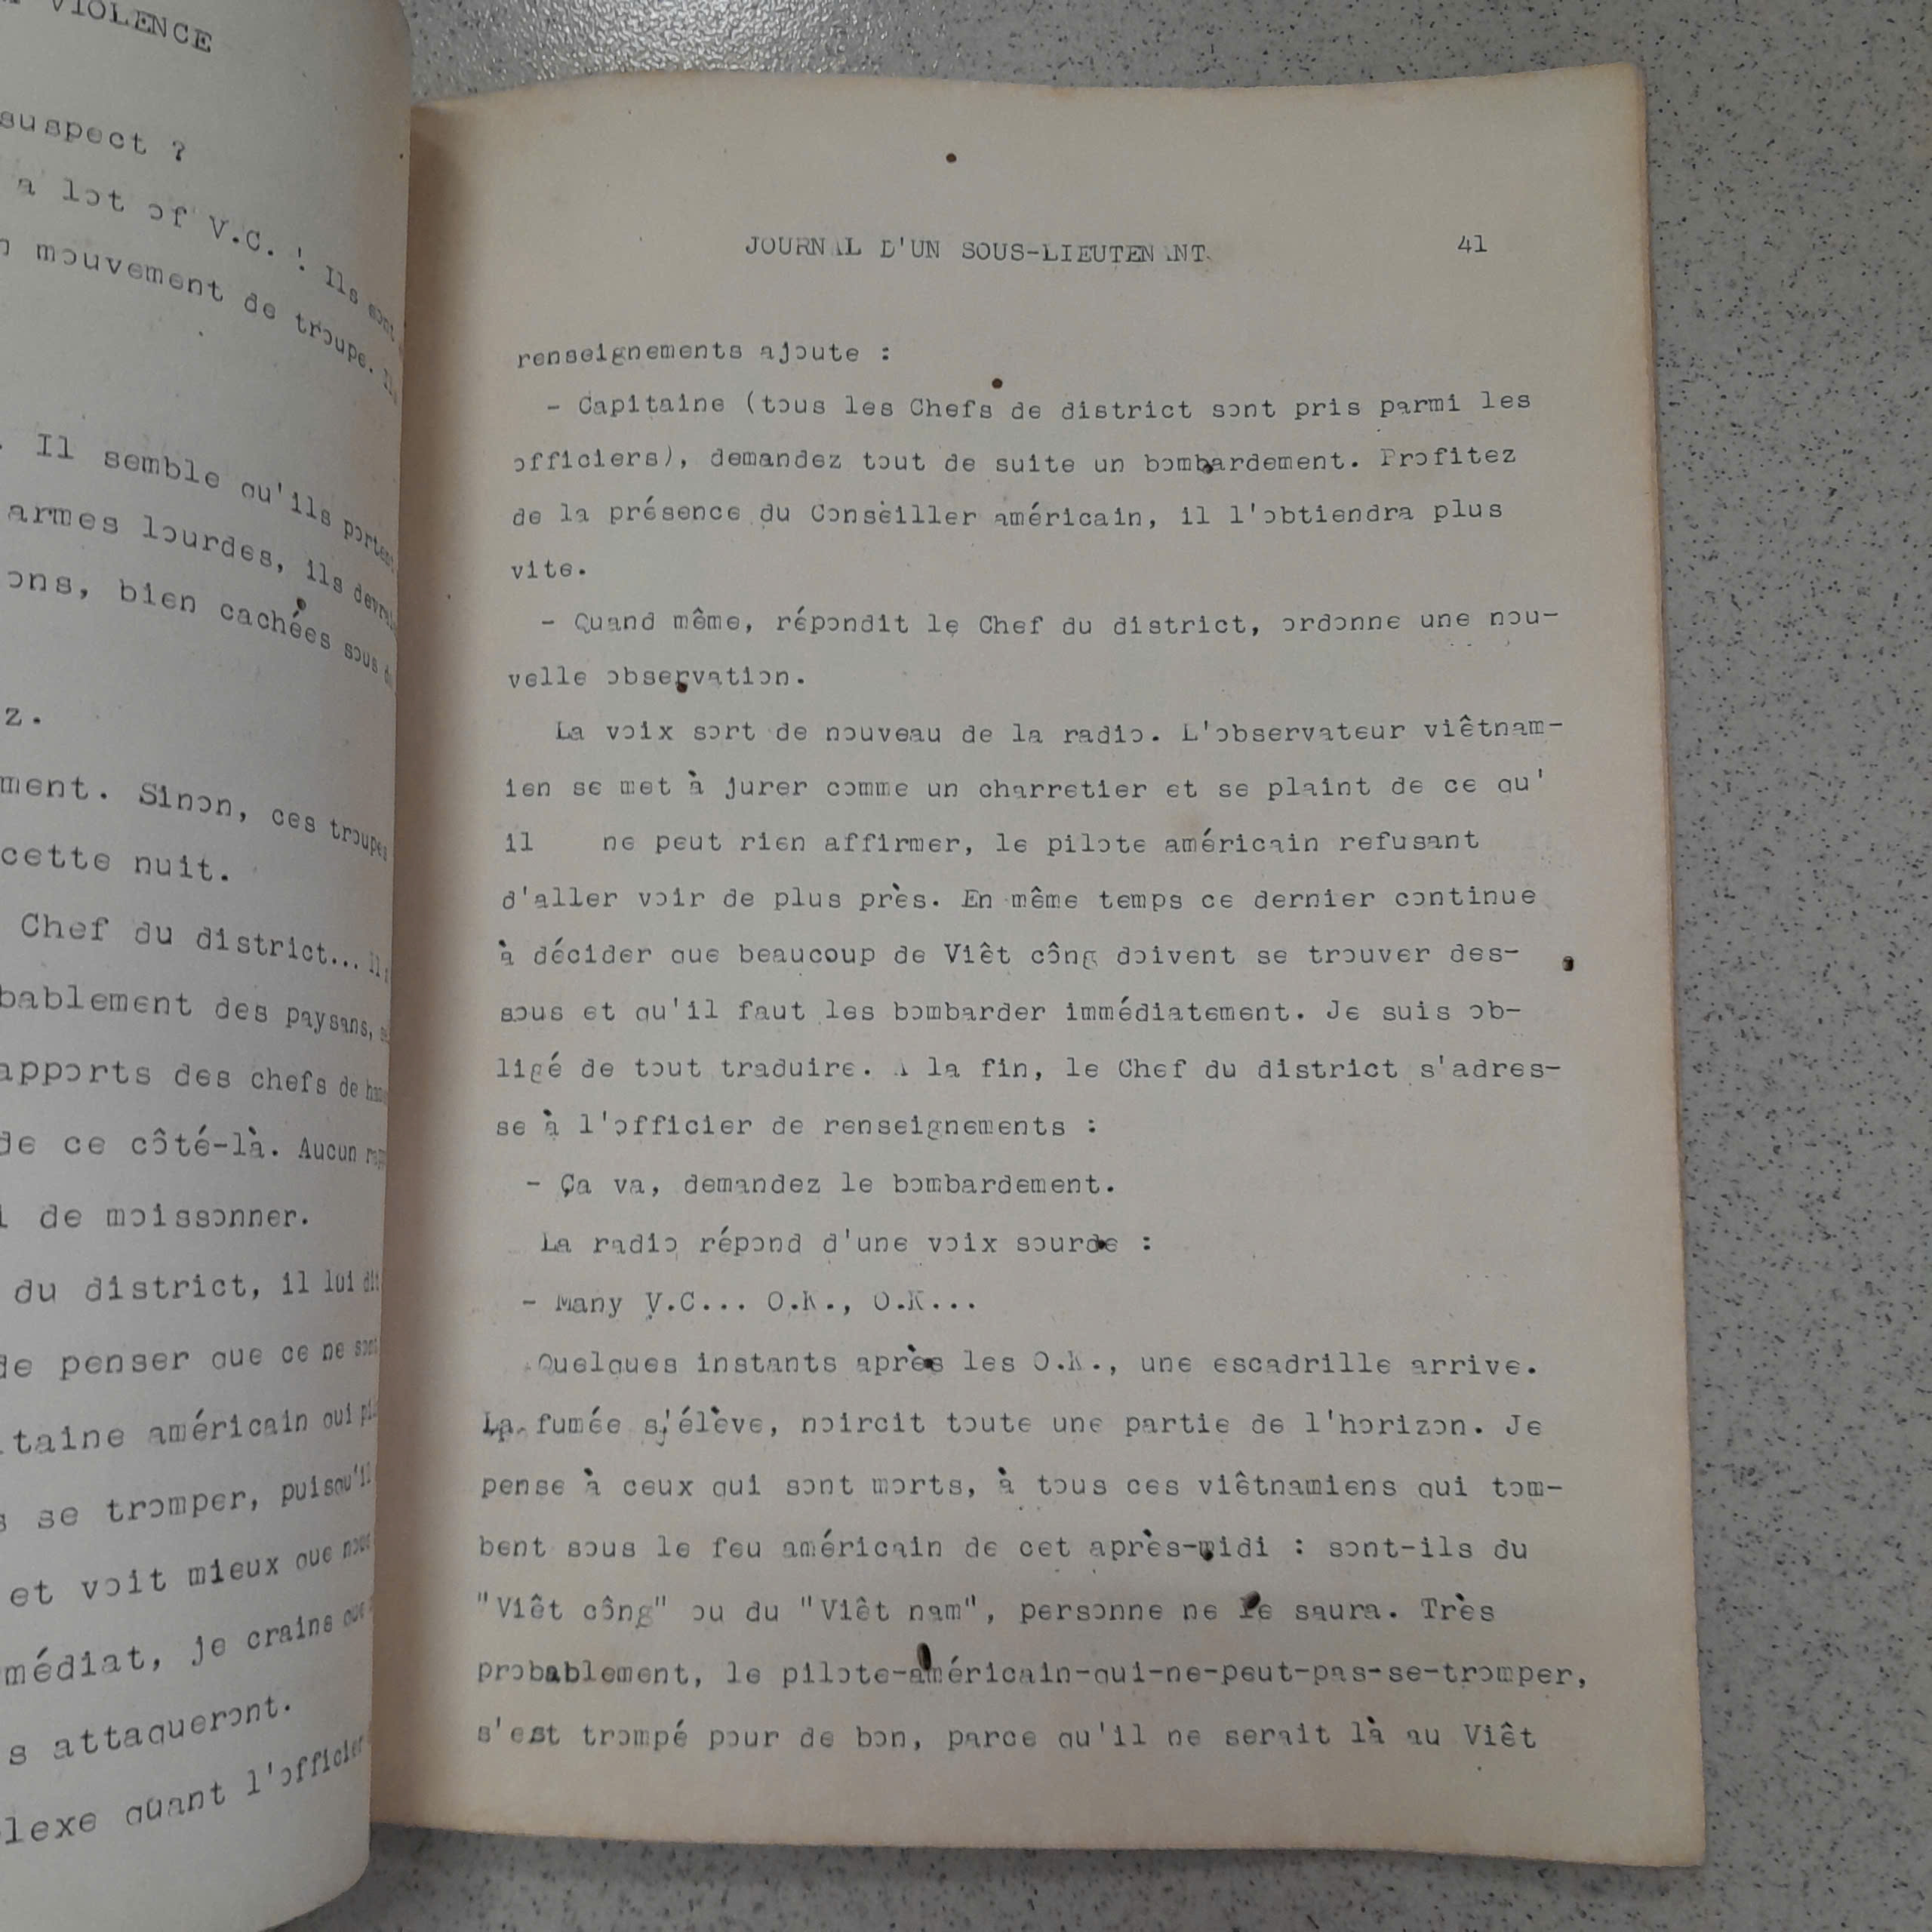 VIOLENCE
suspect ?
a lot of V.C. ! Ils sont
mouvement de troupe. Ils
. Il semble qu'ils portent
armes lourdes, ils
ons, bien cachées sous
z.
ment. Sinon, ces troupes
cette nuit.
Chef du district... il
bablement des paysans,
apports des chefs de
de ce côté-là. Aucun
i de moissonner.
du district, il lui dit
de penser que ce ne sont
taine américain qui
s se tromper, puisqu'il
et voit mieux que nous
médiat, je crains que
s attaqueront.
lexe quant l'officier
JOURNAL D'UN SOUS-LIEUTENANT 41
renseignements ajoute :
- Capitaine (tous les Chefs de district sont pris parmi les
officiers), demandez tout de suite un bombardement. Profitez
de la présence du Conseiller américain, il l'obtiendra plus
vite.
- Quand même, répondit le Chef du district, ordonne une nou-
velle observation.
La voix sort de nouveau de la radio. L'observateur viêtnam-
ien se met à jurer comme un charretier et se plaint de ce qu'
il ne peut rien affirmer, le pilote américain refusant
d'aller voir de plus près. En même temps ce dernier continue
à décider que beaucoup de Viêt công doivent se trouver des-
sous et qu'il faut les bombarder immédiatement. Je suis ob-
ligé de tout traduire. A la fin, le Chef du district s'adres-
se à l'officier de renseignements :
- Ça va, demandez le bombardement.
La radio répond d'une voix sourde :
- Many V.C... O.K., O.K...
Quelques instants après les O.K., une escadrille arrive.
La fumée s'élève, noircit toute une partie de l'horizon. Je
pense à ceux qui sont morts, à tous ces viêtnamiens qui tom-
bent sous le feu américain de cet après-midi : sont-ils du
"Viêt công" ou du "Viêt nam", personne ne le saura. Très
probablement, le pilote-américain-qui-ne-peut-pas-se-tromper,
s'est trompé pour de bon, parce qu'il ne serait là au Viêt